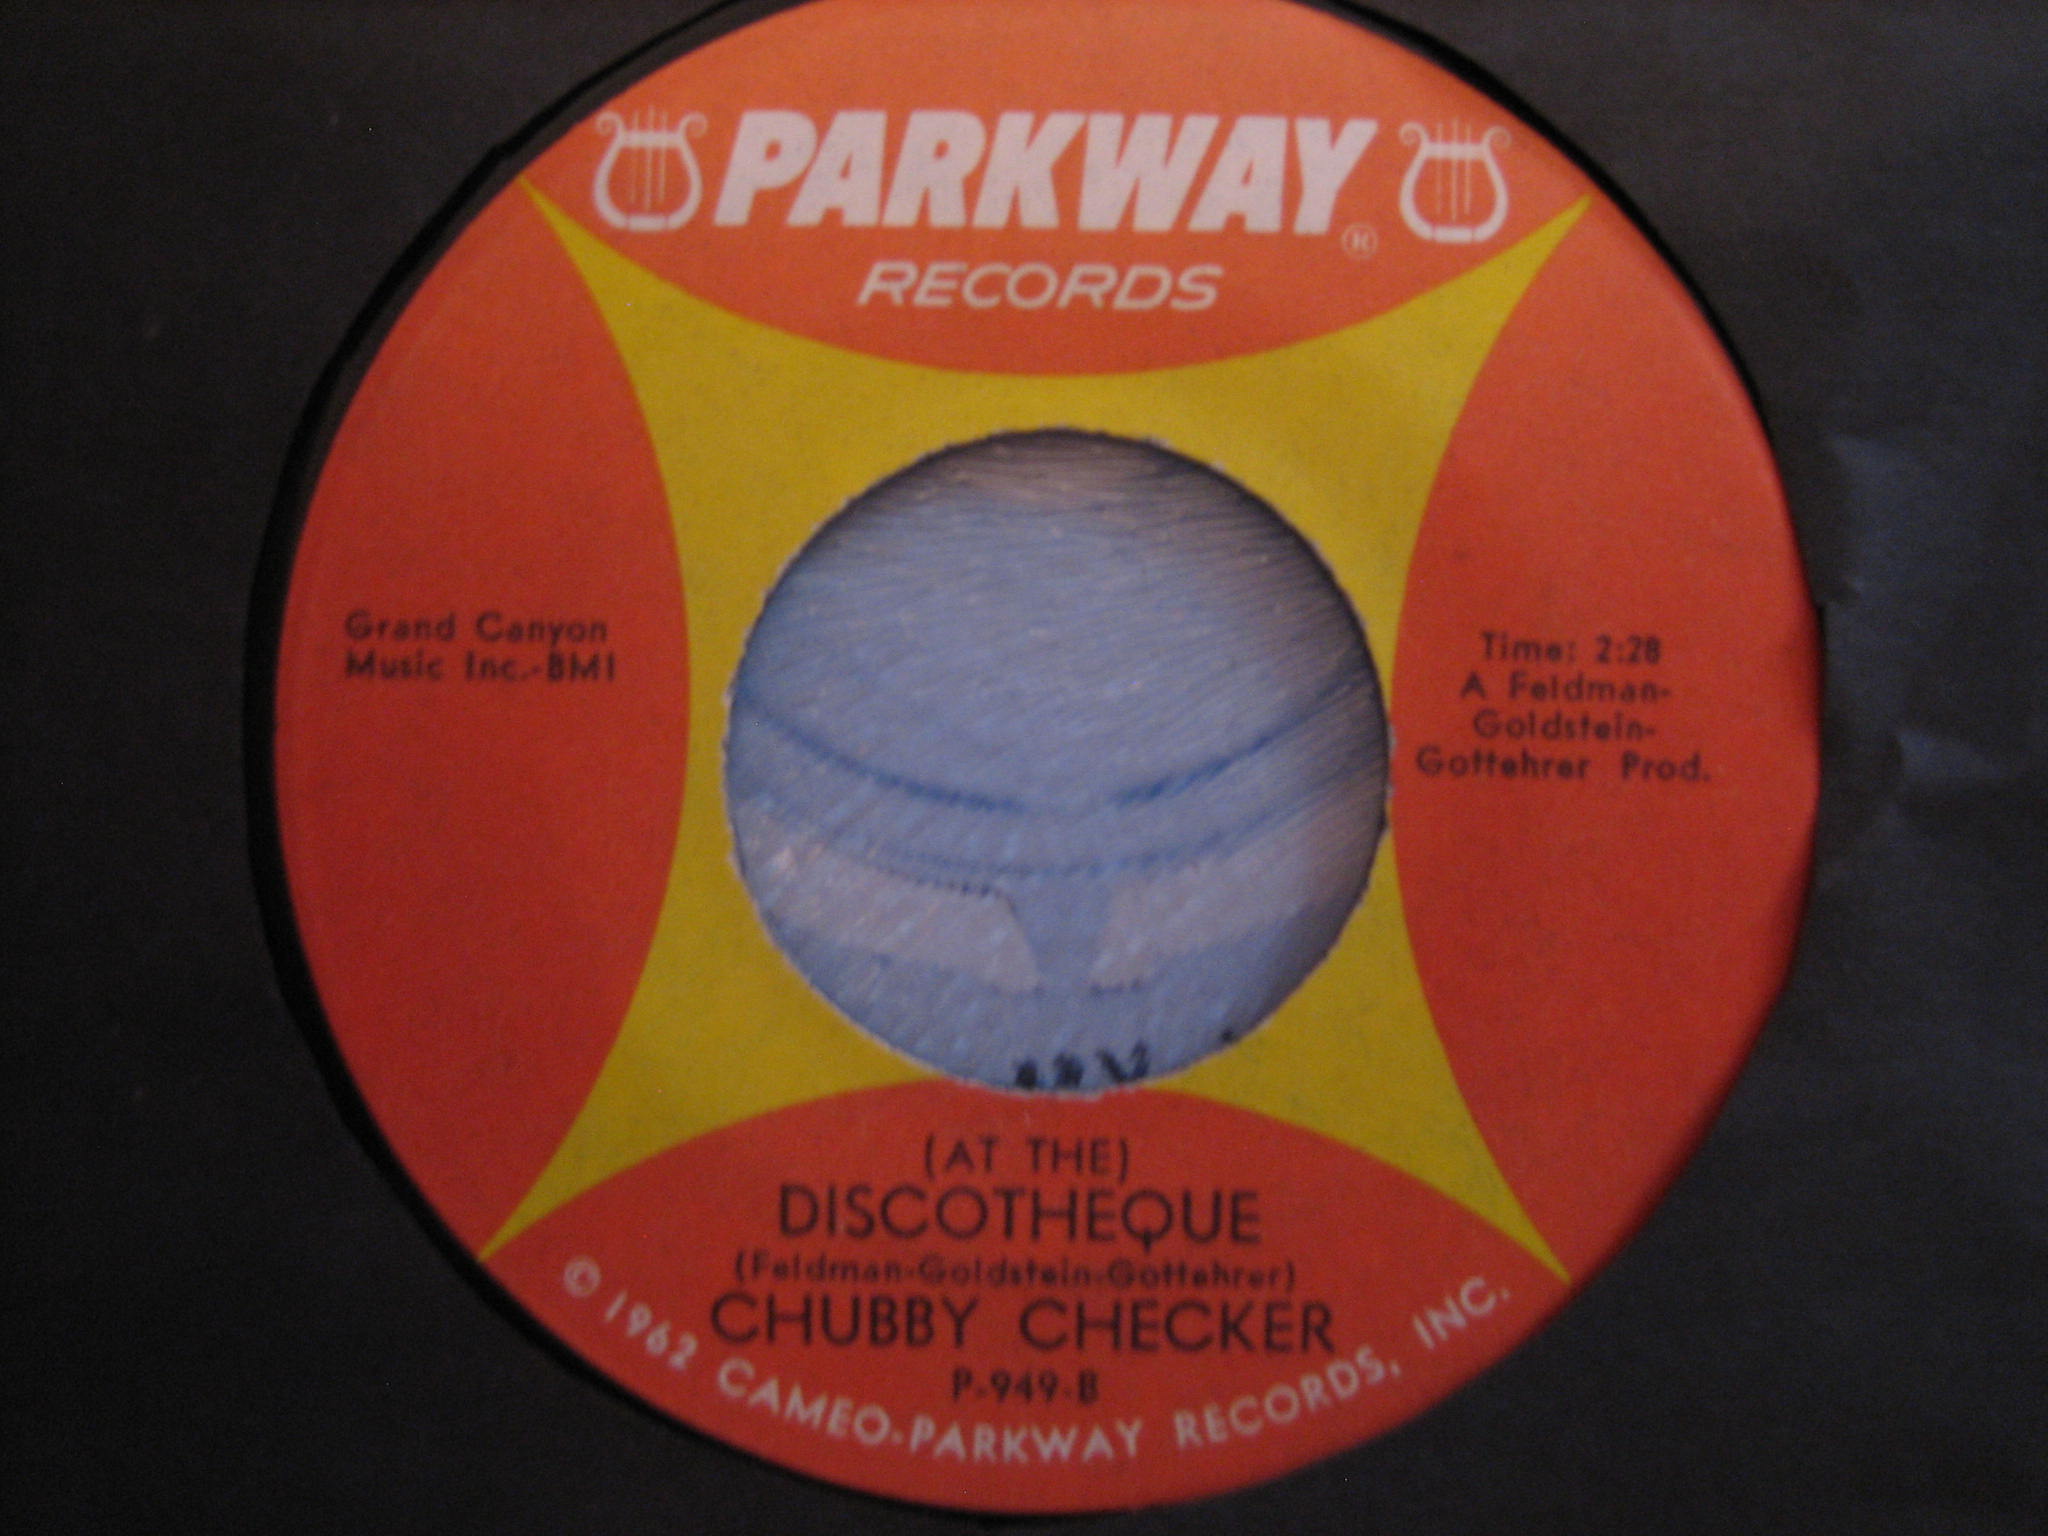 PARKWAY ®
RECORDS
Grand Canyon
Music Inc.-BMI
Time: 2:28
A Feldman-
Goldstein-
Gottehrer Prod.
(AT THE)
DISCOTHEQUE
(Feldman-Goldstein-Gottehrer)
CHUBBY CHECKER
P-949-B
© 1962 CAMEO-PARKWAY RECORDS, INC.